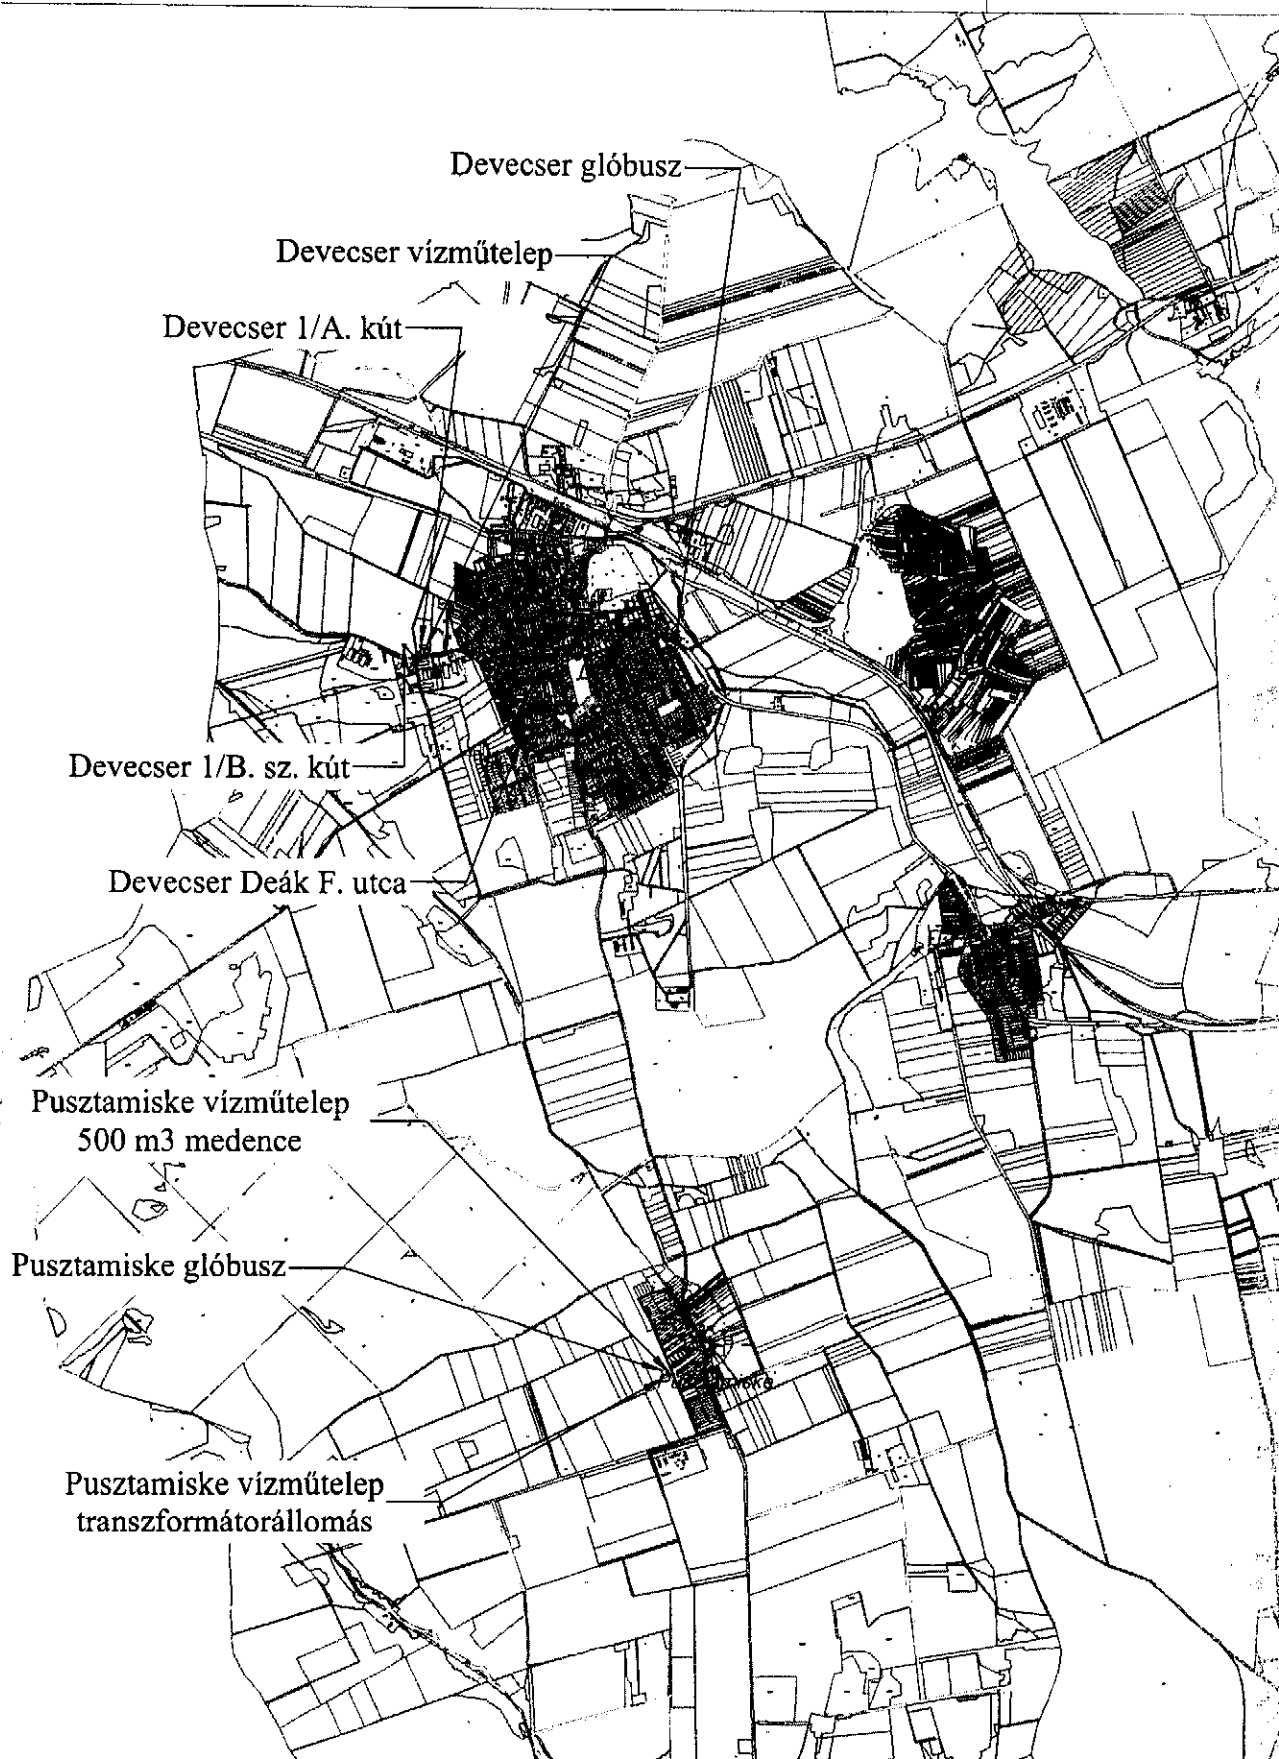 Devecser glóbusz
Devecser vízműtelep
Devecser 1/A. kút
Devecser 1/B. sz. kút
Devecser Deák F. utca
Pusztamiske vízműtelep
500 m3 medence
Pusztamiske glóbusz
Pusztamiske
Pusztamiske vízműtelep
transzformátorállomás